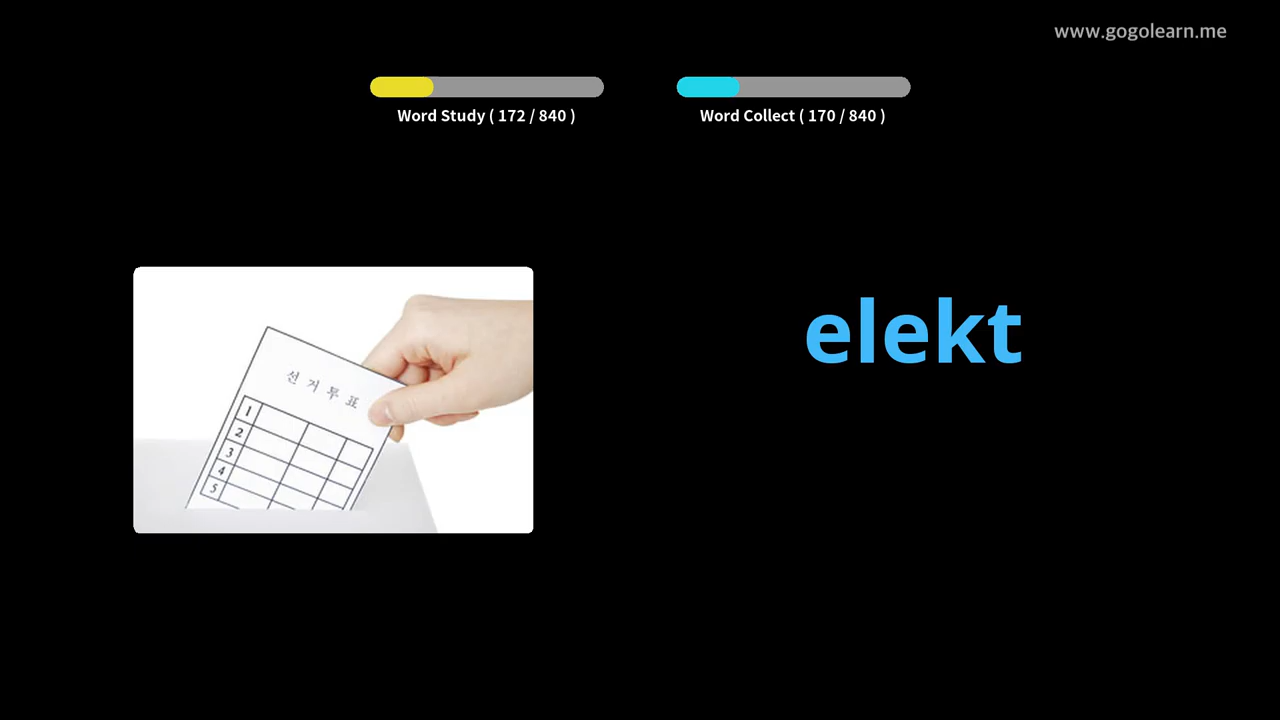 www.gogolearn.me
Word Study ( 172 / 840 )
Word Collect ( 170 / 840 )
elekt
선거투표
1
2
3
4
5